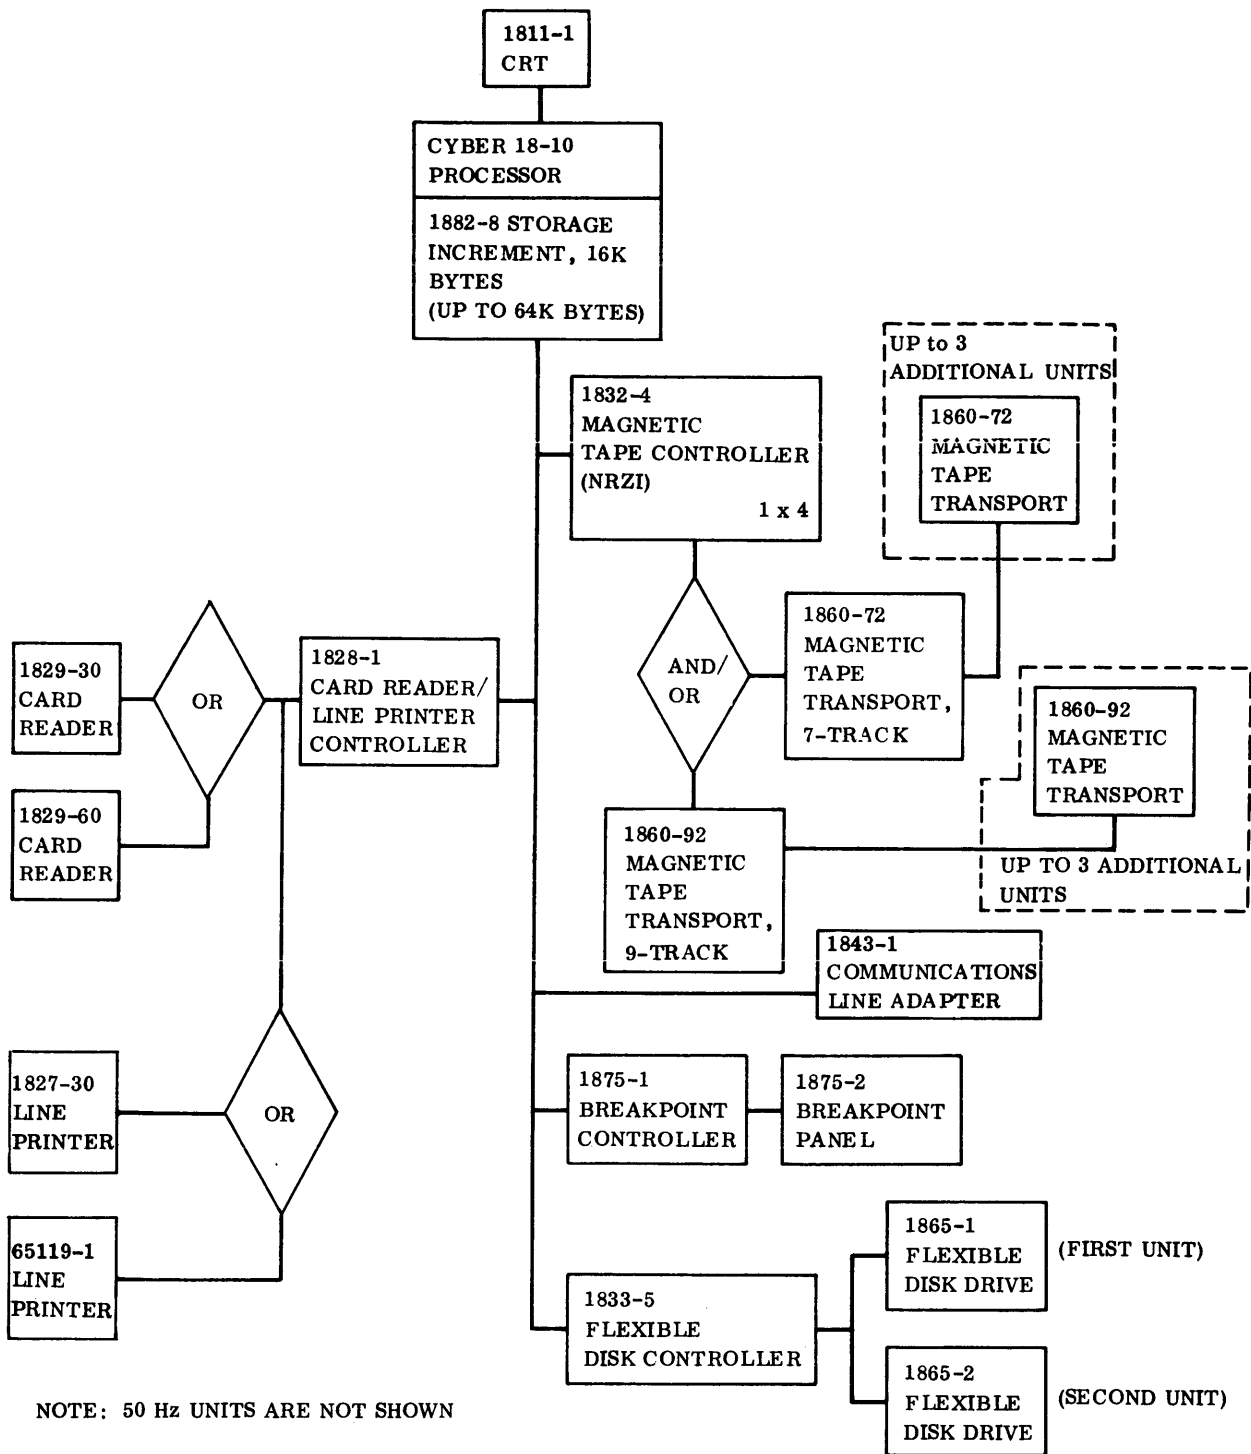 1811-1
CRT
CYBER 18-10
PROCESSOR
1882-8 STORAGE
INCREMENT, 16K
BYTES
(UP TO 64K BYTES)
1832-4
MAGNETIC
TAPE CONTROLLER
(NRZI)
1 x 4
UP to 3
ADDITIONAL UNITS
1860-72
MAGNETIC
TAPE
TRANSPORT
AND/
OR
1860-72
MAGNETIC
TAPE
TRANSPORT,
7-TRACK
1860-92
MAGNETIC
TAPE
TRANSPORT
UP TO 3 ADDITIONAL
UNITS
1860-92
MAGNETIC
TAPE
TRANSPORT,
9-TRACK
1829-30
CARD
READER
OR
1828-1
CARD READER/
LINE PRINTER
CONTROLLER
1829-60
CARD
READER
1843-1
COMMUNICATIONS
LINE ADAPTER
1827-30
LINE
PRINTER
OR
1875-1
BREAKPOINT
CONTROLLER
1875-2
BREAKPOINT
PANEL
65119-1
LINE
PRINTER
1833-5
FLEXIBLE
DISK CONTROLLER
1865-1
FLEXIBLE
DISK DRIVE
(FIRST UNIT)
1865-2
FLEXIBLE
DISK DRIVE
(SECOND UNIT)
NOTE: 50 Hz UNITS ARE NOT SHOWN